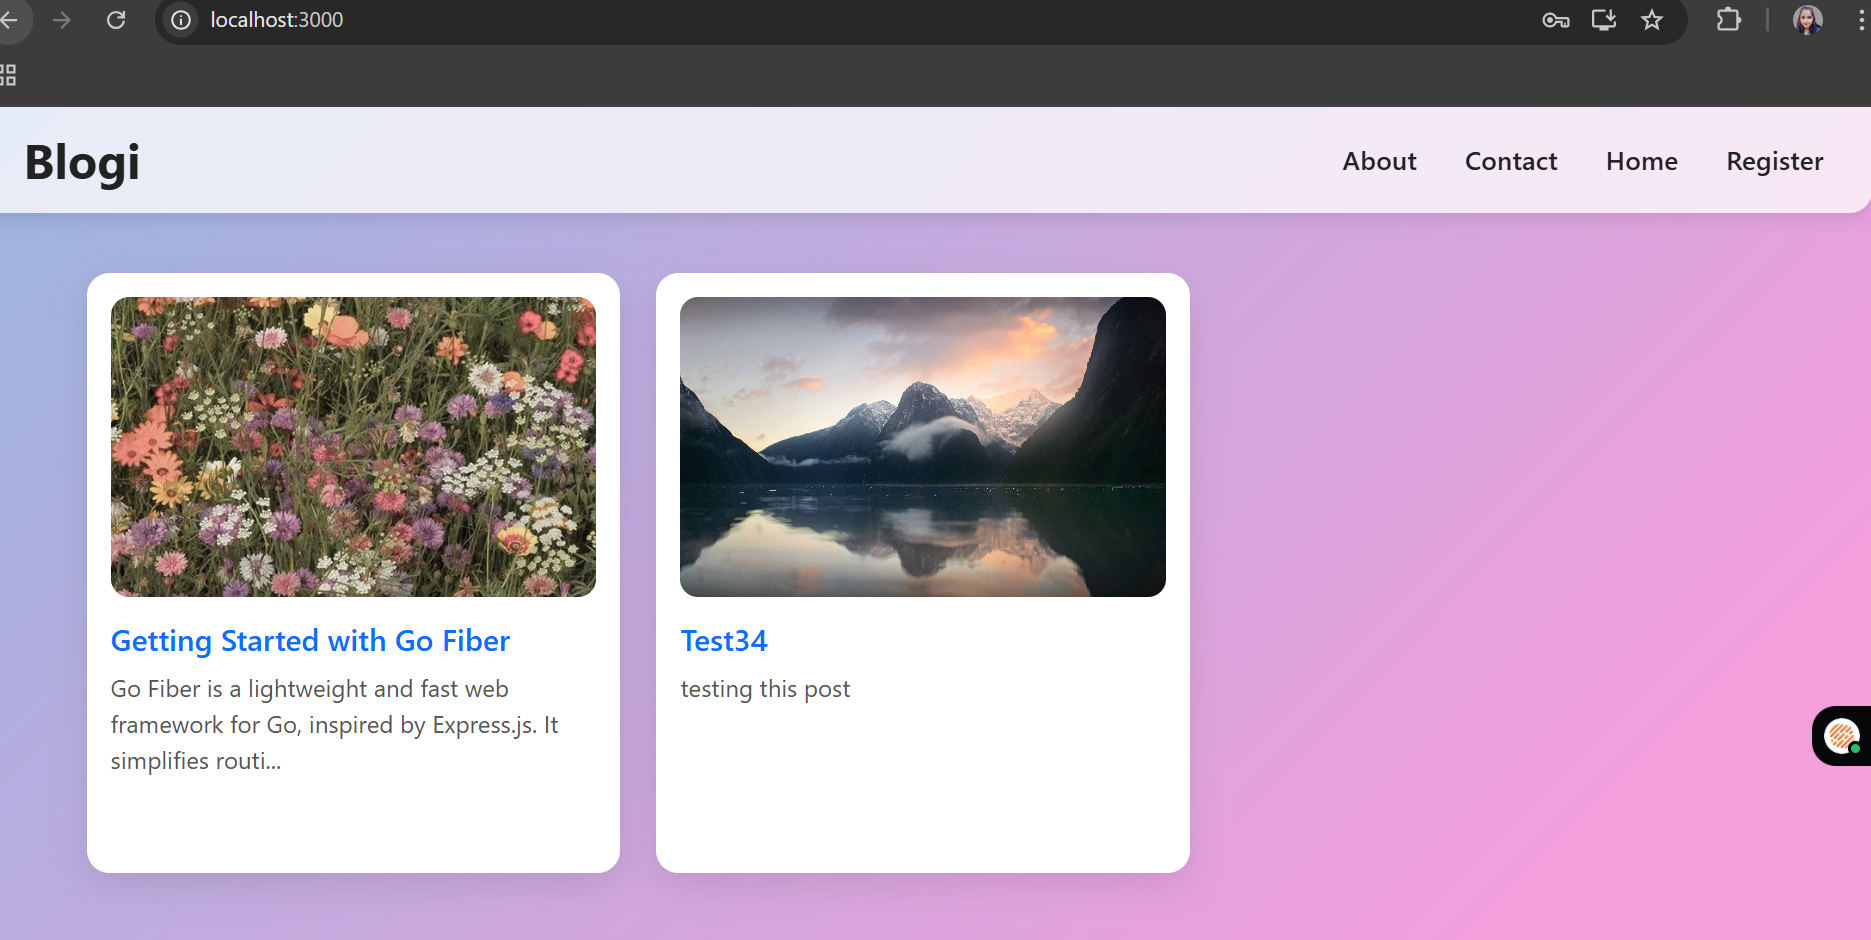 localhost:3000
Blogi
About
Contact
Home
Register
Getting Started with Go Fiber
Go Fiber is a lightweight and fast web
framework for Go, inspired by Express.js. It
simplifies routi...
Test34
testing this post